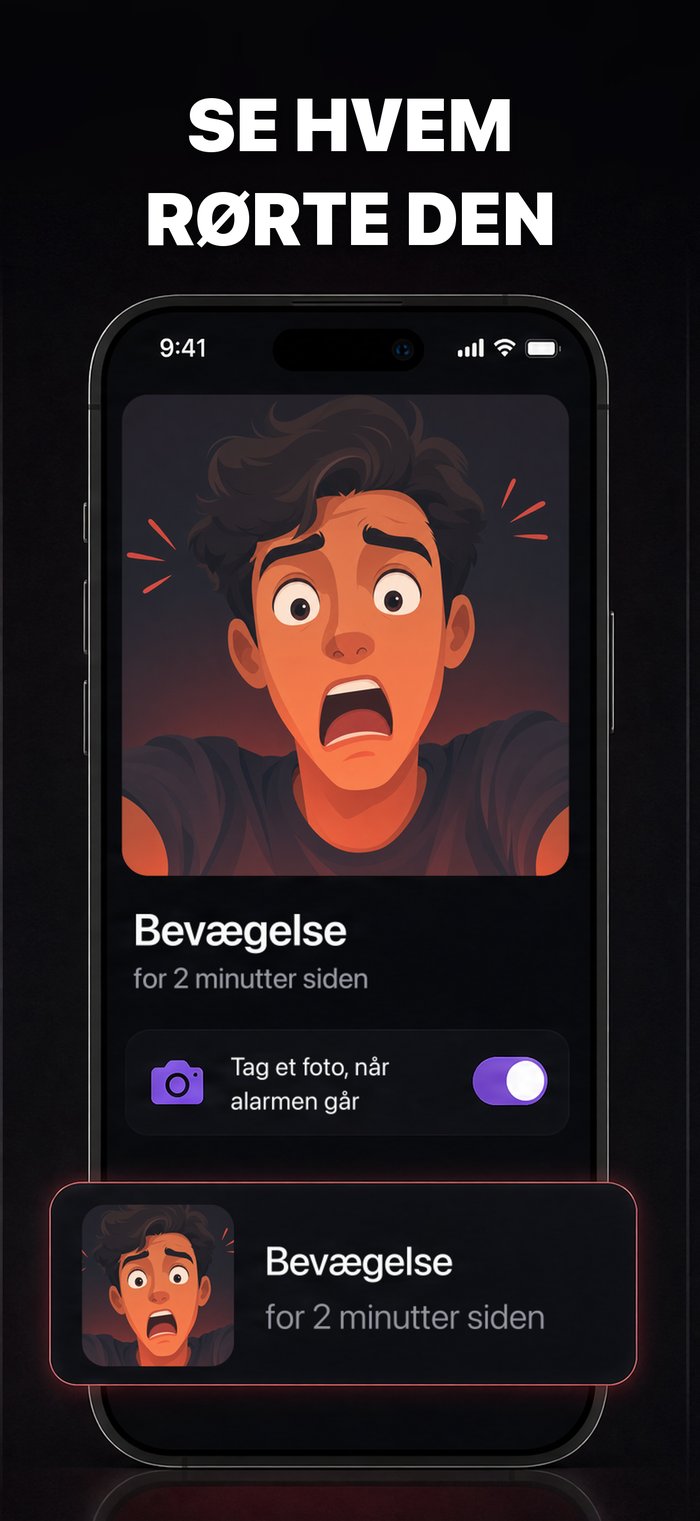 SE HVEM
RØRTE DEN
9:41
Bevægelse
for 2 minutter siden
Tag et foto, når
alarmen går
Bevægelse
for 2 minutter siden